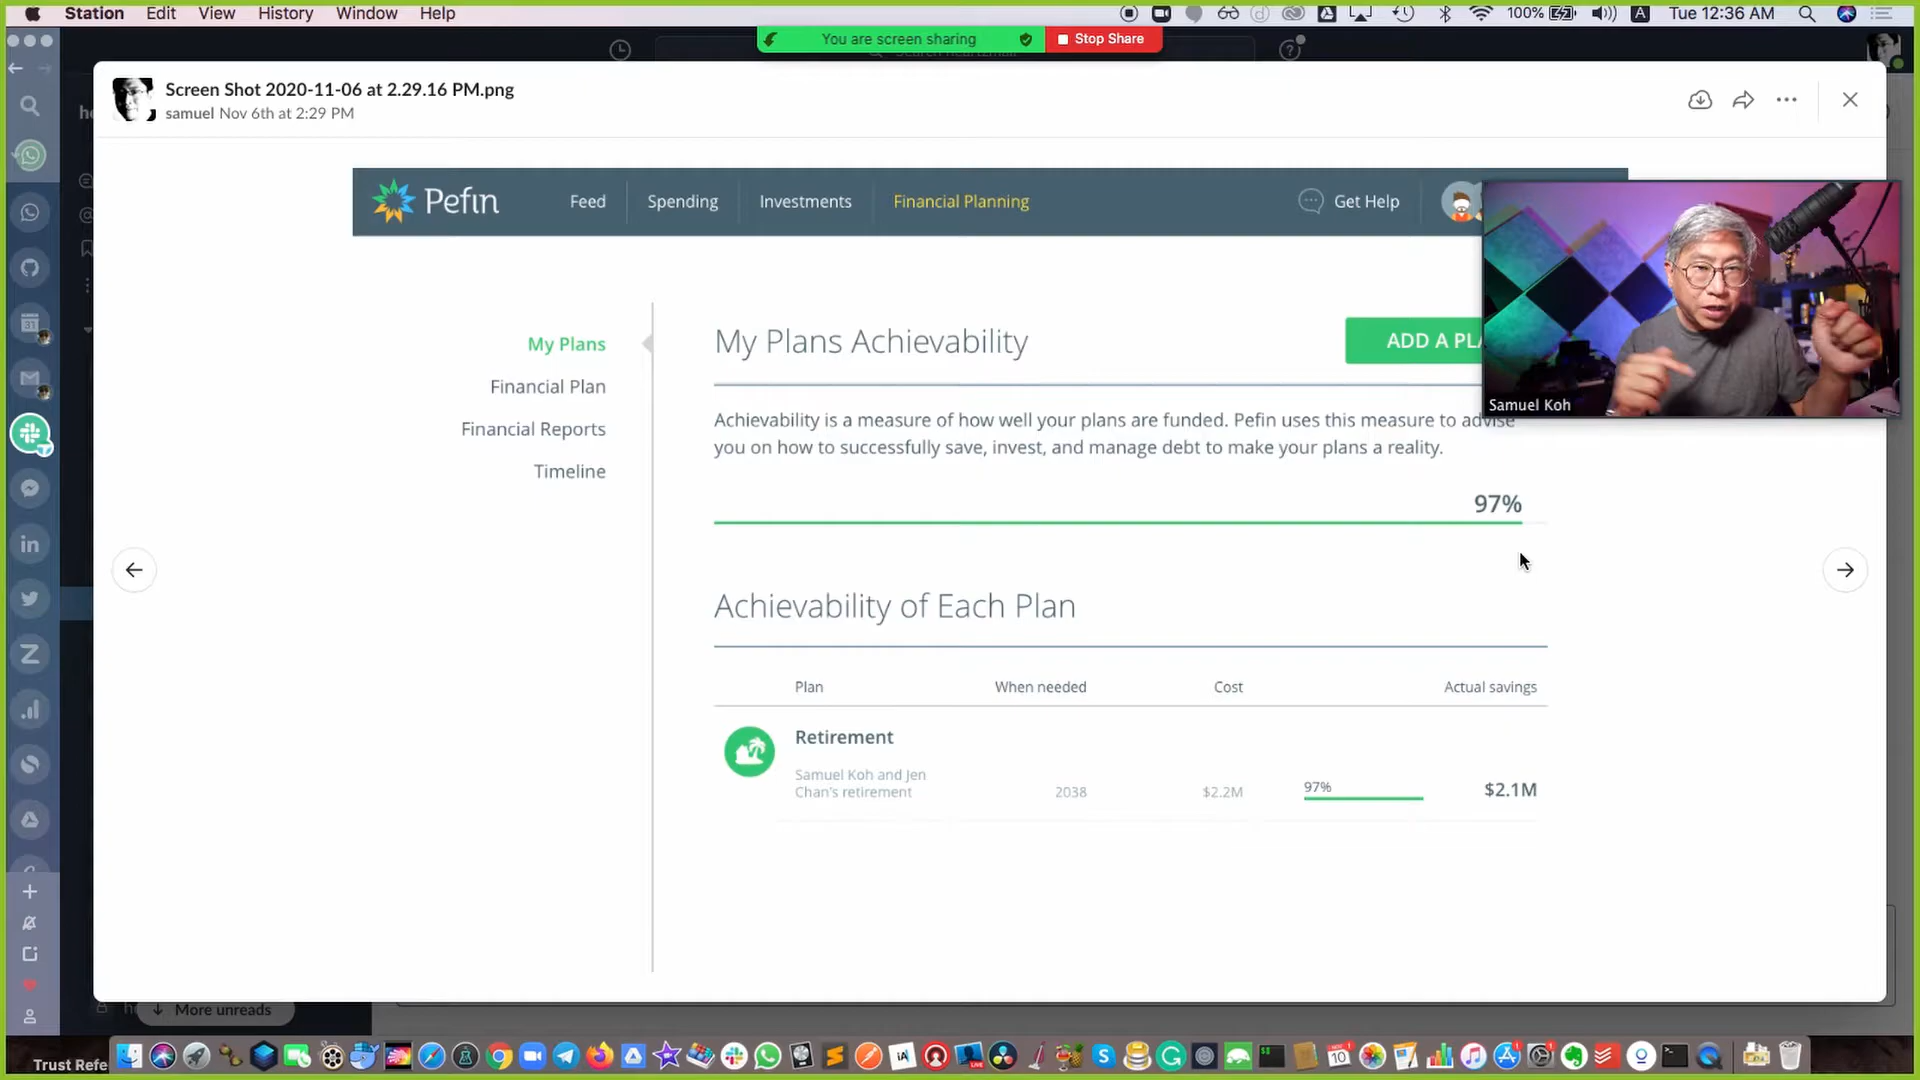 Station Edit View History Window Help
100% A Tue 12:36 AM
You are screen sharing Stop Share
Screen Shot 2020-11-06 at 2.29.16 PM.png
samuel Nov 6th at 2:29 PM
Pefin Feed Spending Investments Financial Planning Get Help
My Plans
Financial Plan
Financial Reports
Timeline
My Plans Achievability
ADD A PLA
Samuel Koh
Achievability is a measure of how well your plans are funded. Pefin uses this measure to advise
you on how to successfully save, invest, and manage debt to make your plans a reality.
97%
Achievability of Each Plan
Plan When needed Cost Actual savings
Retirement
Samuel Koh and Jen
Chan's retirement 2038 $2.2M 97% $2.1M
More unreads
Trust Refe